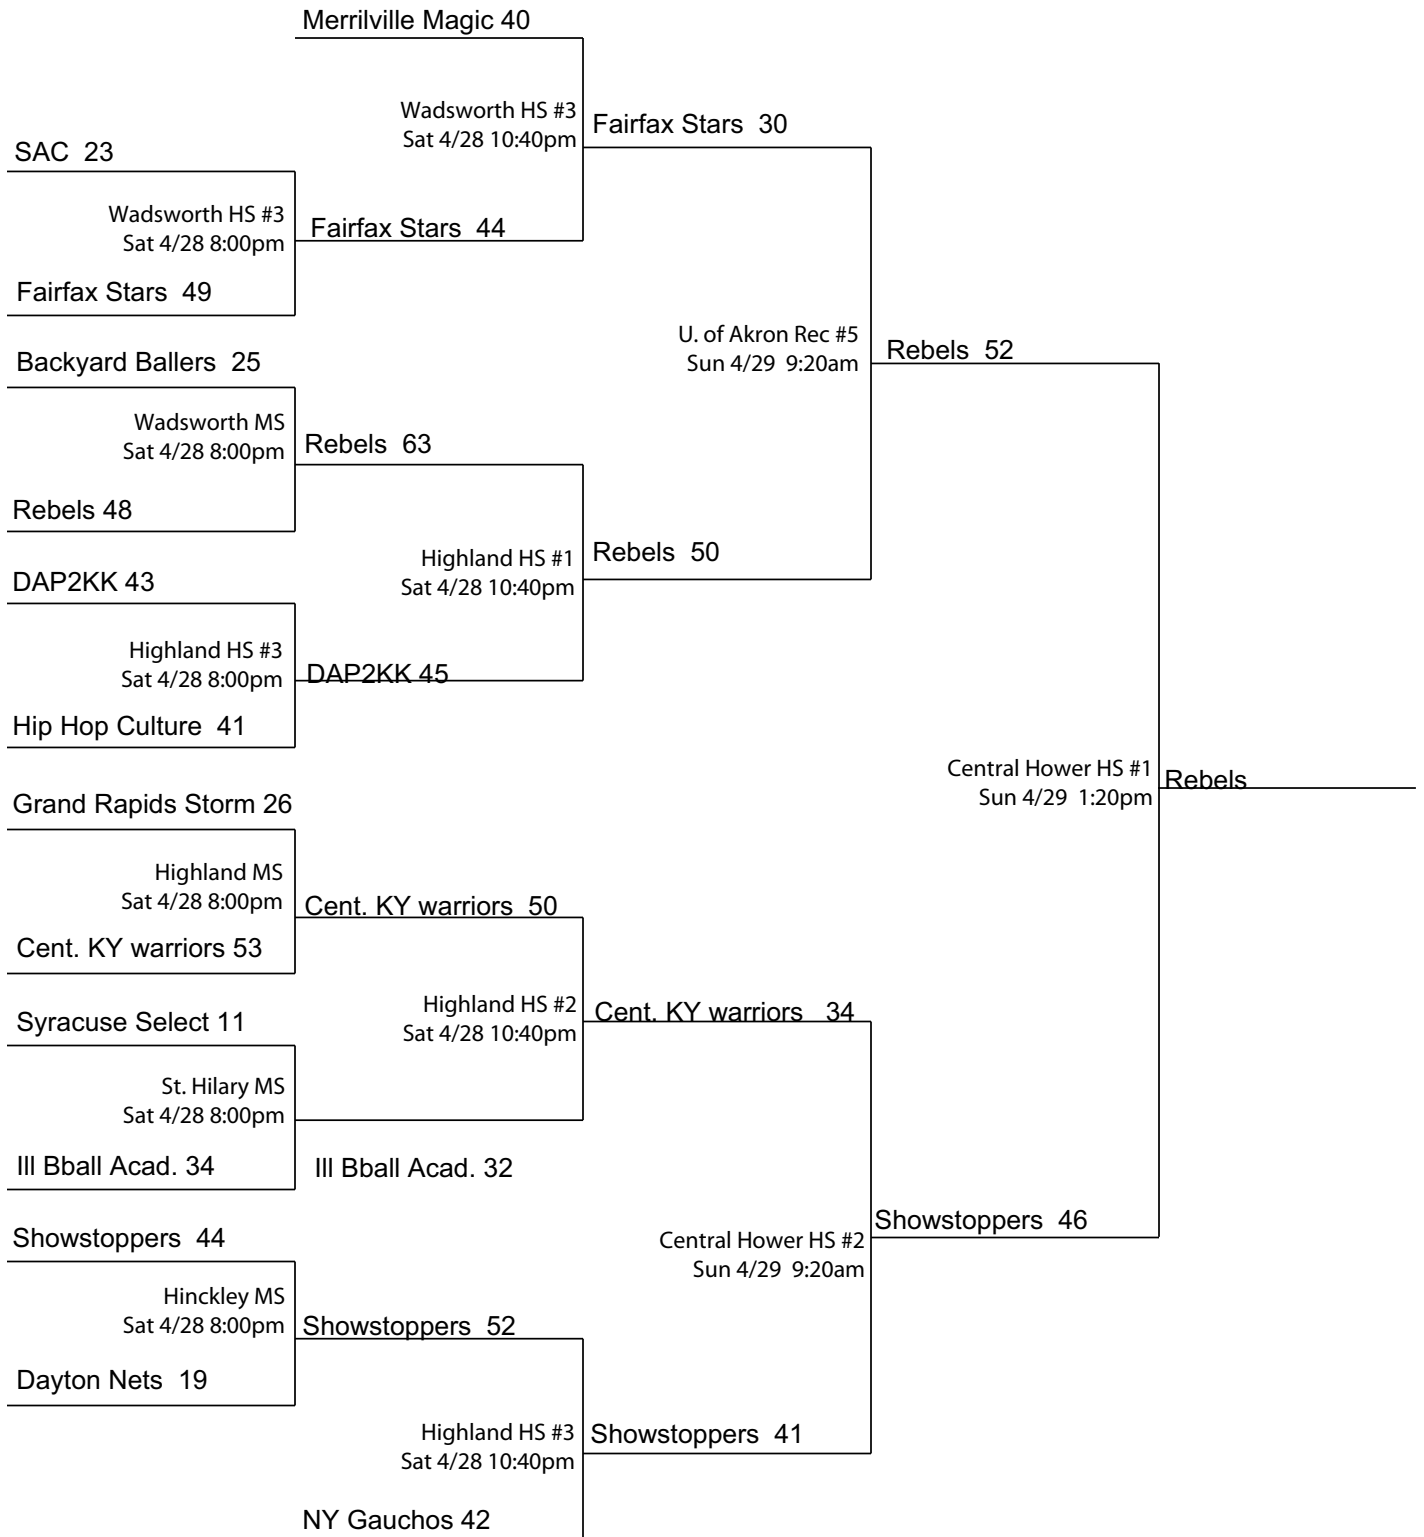 Merrilville Magic 40
Wadsworth HS #3
Sat 4/28 10:40pm
Fairfax Stars 30
SAC 23
Wadsworth HS #3
Sat 4/28 8:00pm
Fairfax Stars 44
Fairfax Stars 49
U. of Akron Rec #5
Sun 4/29 9:20am
Rebels 52
Backyard Ballers 25
Wadsworth MS
Sat 4/28 8:00pm
Rebels 63
Rebels 48
Highland HS #1
Sat 4/28 10:40pm
Rebels 50
DAP2KK 43
Highland HS #3
Sat 4/28 8:00pm
DAP2KK 45
Hip Hop Culture 41
Central Hower HS #1
Sun 4/29 1:20pm
Rebels
Grand Rapids Storm 26
Highland MS
Sat 4/28 8:00pm
Cent. KY warriors 50
Cent. KY warriors 53
Highland HS #2
Sat 4/28 10:40pm
Cent. KY warriors 34
Syracuse Select 11
St. Hilary MS
Sat 4/28 8:00pm
Ill Bball Acad. 34
Ill Bball Acad. 32
Showstoppers 44
Central Hower HS #2
Sun 4/29 9:20am
Showstoppers 46
Hinckley MS
Sat 4/28 8:00pm
Showstoppers 52
Dayton Nets 19
Highland HS #3
Sat 4/28 10:40pm
Showstoppers 41
NY Gauchos 42